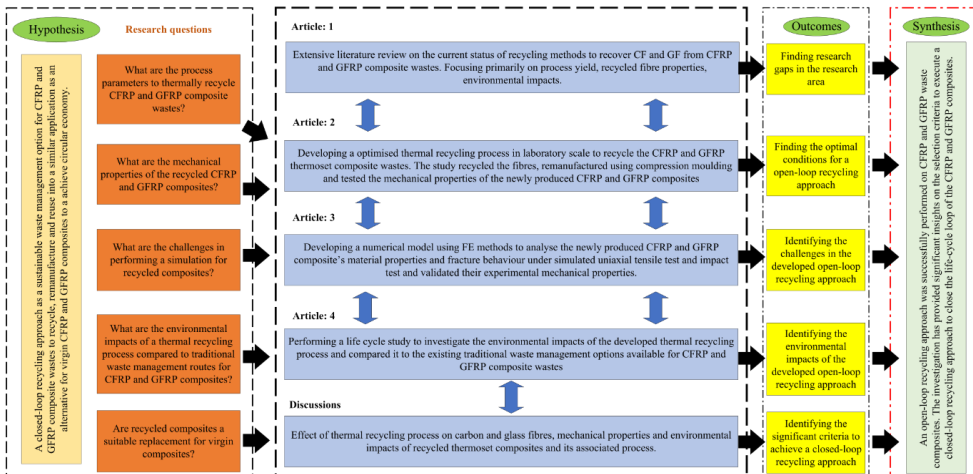 Hypothesis
Research questions
A closed-loop recycling approach as a sustainable waste management option for CFRP and
GFRP composite wastes to recycle, remanufacture and reuse into a similar application as an
alternative for virgin CFRP and GFRP composites to a achieve circular economy.
What are the process
parameters to thermally recycle
CFRP and GFRP composite
wastes?
What are the mechanical
properties of the recycled CFRP
and GFRP composites?
What are the challenges in
performing a simulation for
recycled composites?
What are the environmental
impacts of a thermal recycling
process compared to traditional
waste management routes for
CFRP and GFRP composites?
Are recycled composites a
suitable replacement for virgin
composites?
Article: 1
Extensive literature review on the current status of recycling methods to recover CF and GF from CFRP
and GFRP composite wastes. Focusing primarily on process yield, recycled fibre properties,
environmental impacts.
Article: 2
Developing a optimised thermal recycling process in laboratory scale to recycle the CFRP and GFRP
thermoset composite wastes. The study recycled the fibres, remanufactured using compression moulding
and tested the mechanical properties of the newly produced CFRP and GFRP composites
Article: 3
Developing a numerical model using FE methods to analyse the newly produced CFRP and GFRP
composite's material properties and fracture behaviour under simulated uniaxial tensile test and impact
test and validated their experimental mechanical properties.
Article: 4
Performing a life cycle study to investigate the environmental impacts of the developed thermal recycling
process and compared it to the existing traditional waste management options available for CFRP and
GFRP composite wastes
Discussions
Effect of thermal recycling process on carbon and glass fibres, mechanical properties and environmental
impacts of recycled thermoset composites and its associated process.
Outcomes
Finding research
gaps in the research
area
Finding the optimal
conditions for a
open-loop recycling
approach
Identifying the
challenges in the
developed open-loop
recycling approach
Identifying the
environmental
impacts of the
developed open-loop
recycling approach
Identifying the
significant criteria to
achieve a closed-loop
recycling approach
Synthesis
An open-loop recycling approach was successfully performed on CFRP and GFRP waste
composites. The investigation has provided significant insights on the selection criteria to execute a
closed-loop recycling approach to close the life-cycle loop of the CFRP and GFRP composites.